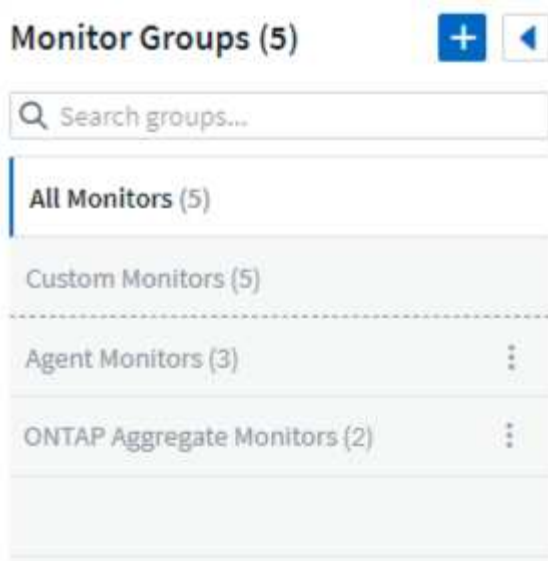 Monitor Groups (5)
Search groups...
All Monitors (5)
Custom Monitors (5)
Agent Monitors (3)
ONTAP Aggregate Monitors (2)